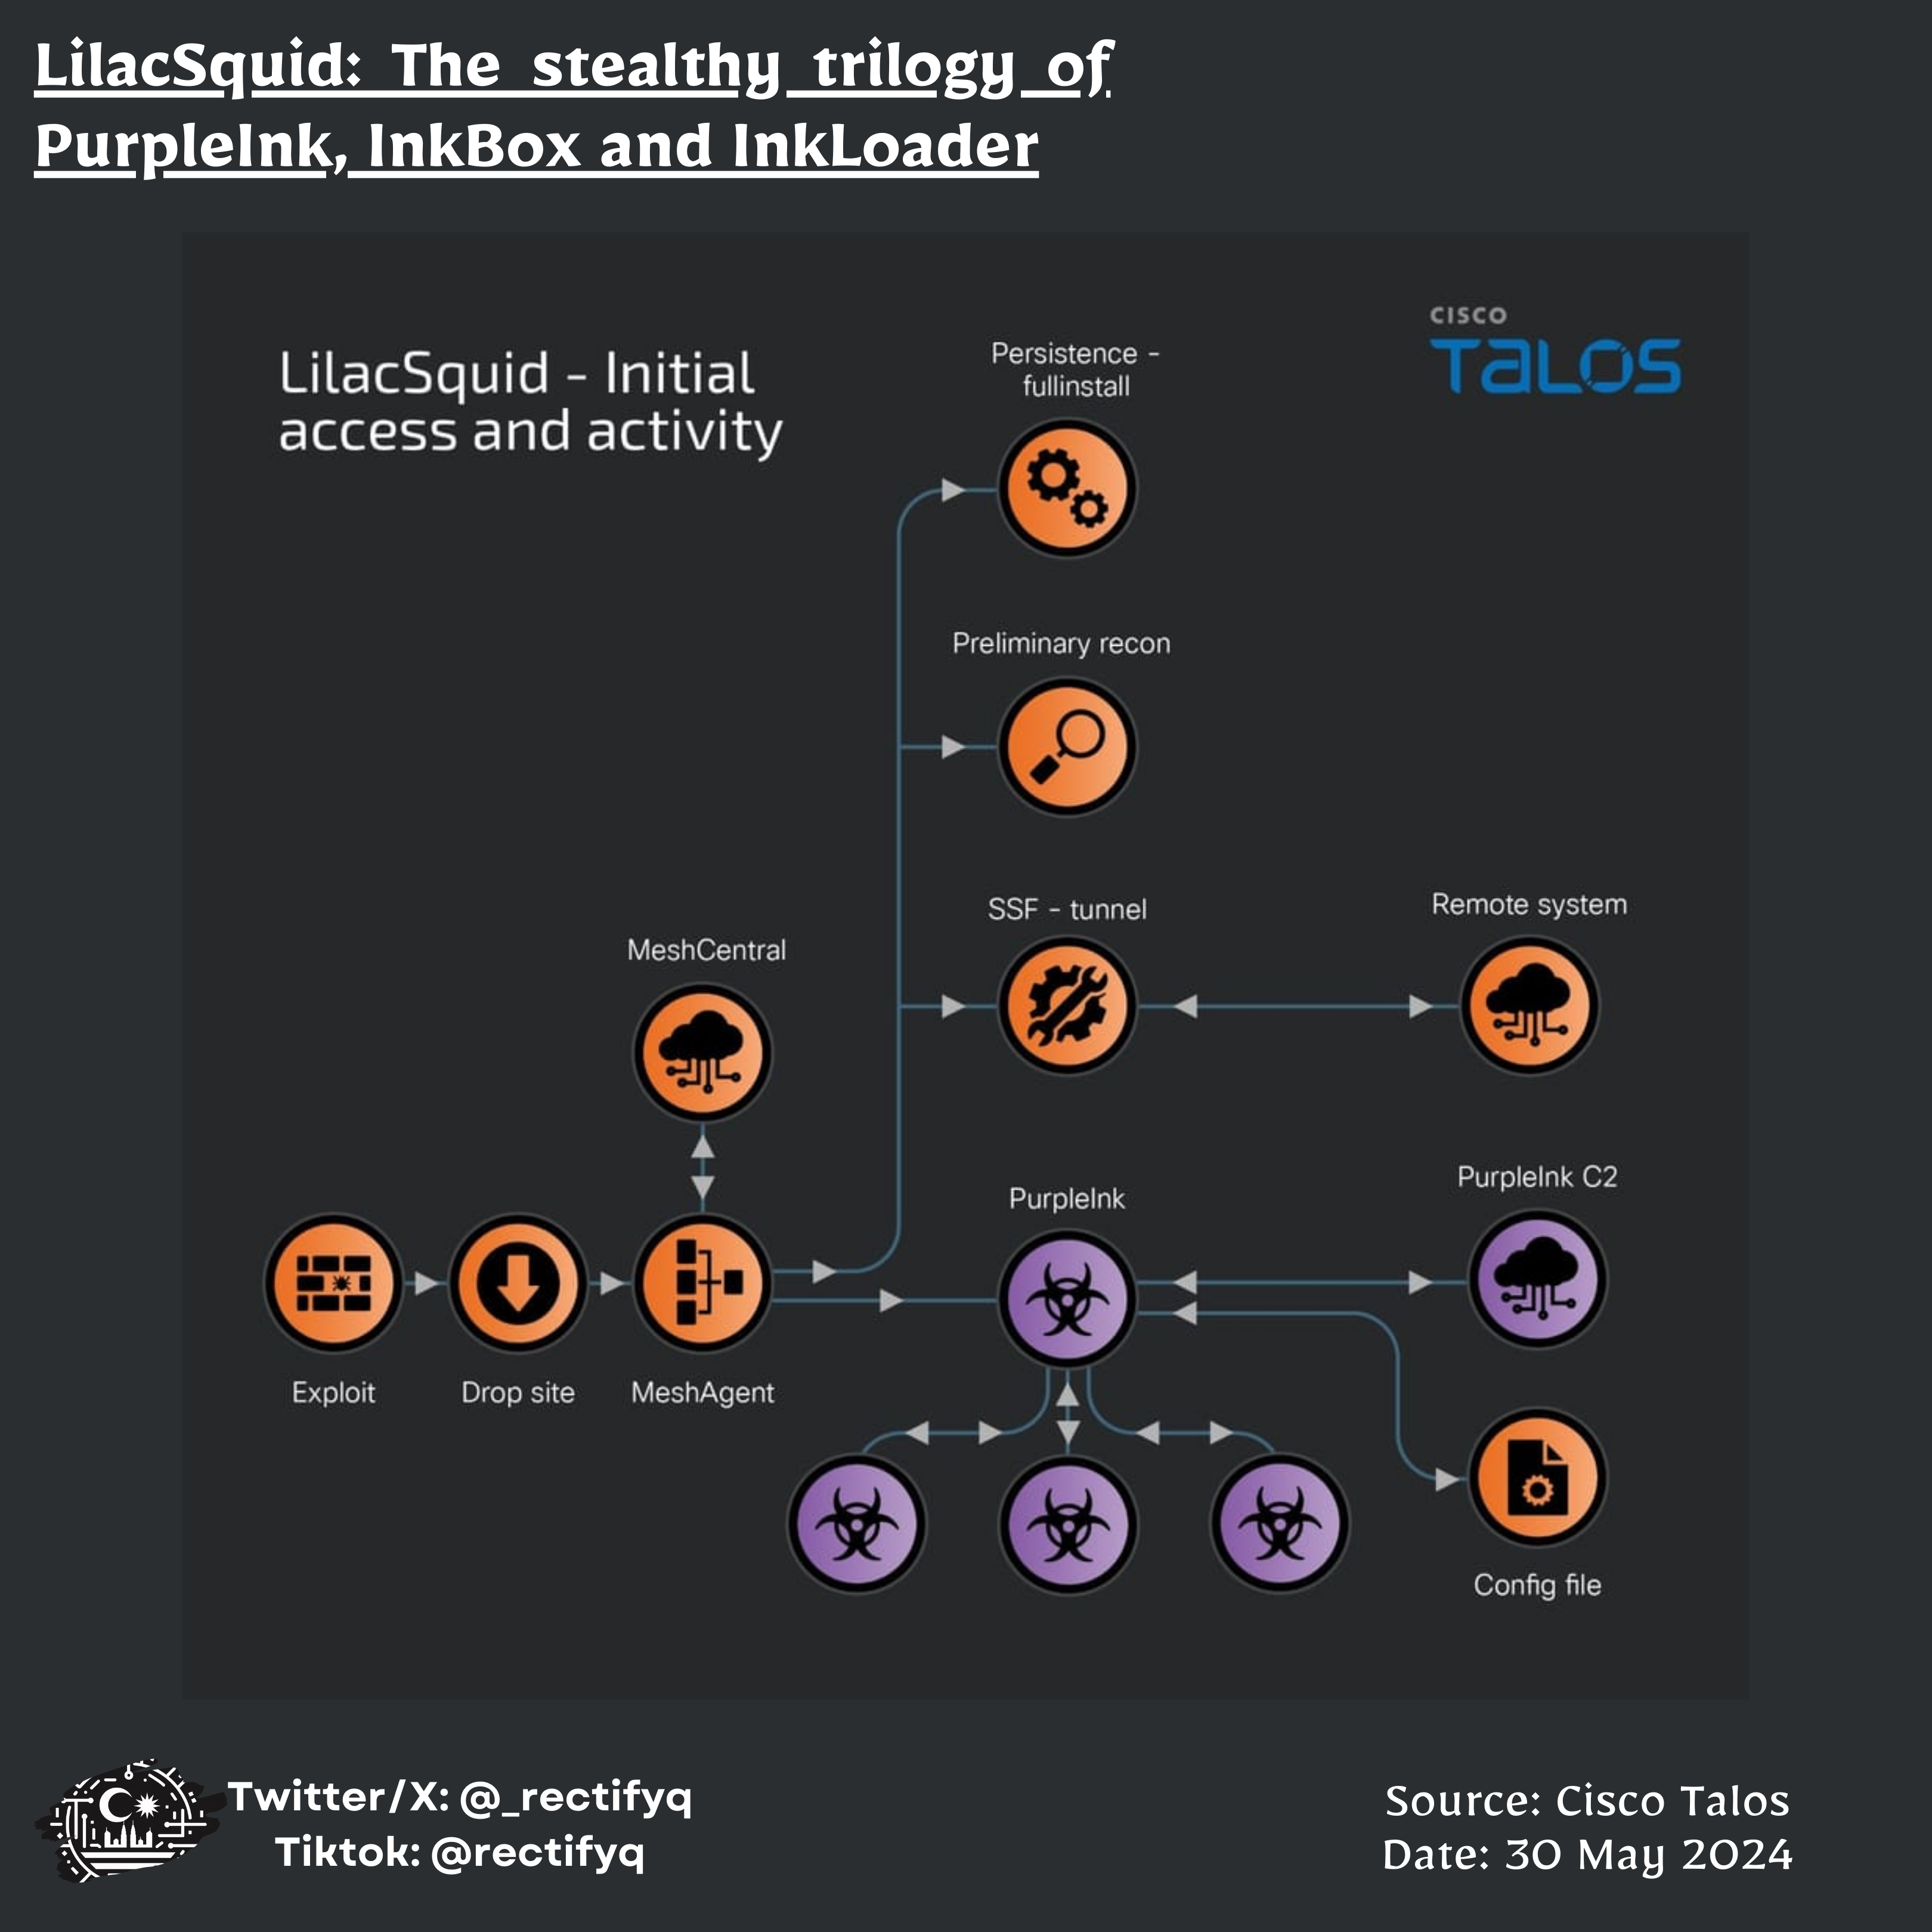 LilacSquid: The stealthy trilogy of
PurpleInk, InkBox and InkLoader
CISCO
TALOS
LilacSquid - Initial
access and activity
Persistence -
fullinstall
Preliminary recon
SSF - tunnel
Remote system
MeshCentral
PurpleInk
PurpleInk C2
Exploit
Drop site
MeshAgent
Config file
Twitter/X: @_rectifyq
Tiktok: @rectifyq
Source: Cisco Talos
Date: 30 May 2024